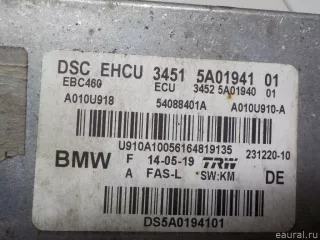 DSC EHCU 3451 5A01941 01
EBC460 ECU 3452 5A01940 01
A010U918 54088401A A010U910-A
U910A10056164819135
BMW F 14-05-19 TRW 231220-10
A FAS-L *SW:KM DE
DS5A0194101
© eaural.ru